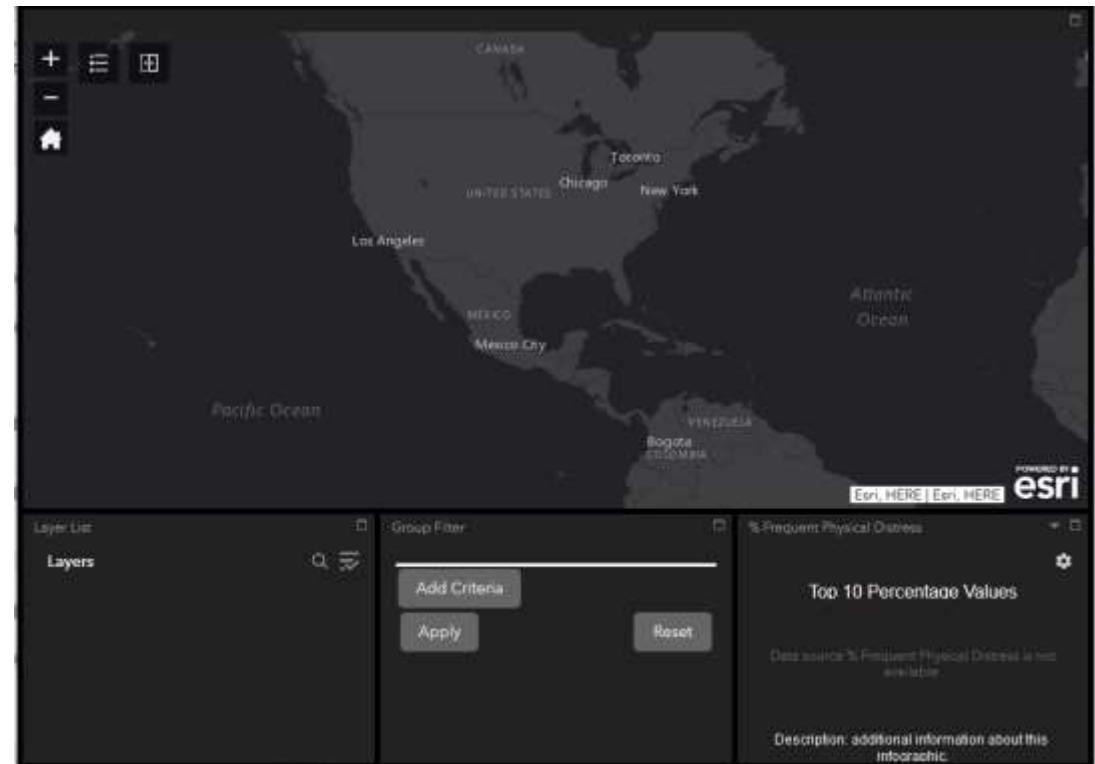 CANADA
Toronto
Chicago
UNITED STATES
New York
Los Angeles
Atlantic
Ocean
MÉXICO
Mexico City
Pacific Ocean
VENEZUELA
Bogota
COLOMBIA
POWERED BY
esri
Esri, HERE | Esri, HERE
Layer List
Group Filter
% Frequent Physical Distress
Layers
Add Criteria
Top 10 Percentage Values
Apply
Reset
Data source % Frequent Physical Distress is not
available
Description: additional information about this
infographic.